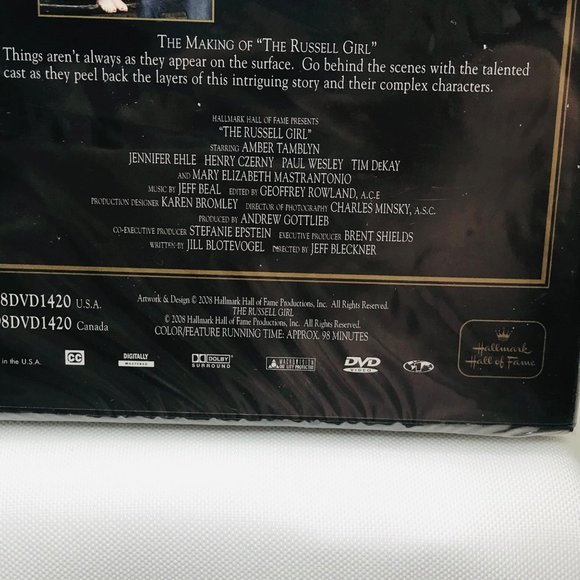 THE MAKING OF "THE RUSSELL GIRL"
Things aren't always as they appear on the surface. Go behind the scenes with the talented
cast as they peel back the layers of this intriguing story and their complex characters.
HALLMARK HALL OF FAME PRESENTS
"THE RUSSELL GIRL"
STARRING AMBER TAMBLYN
JENNIFER EHLE HENRY CZERNY PAUL WESLEY TIM DEKAY
AND MARY ELIZABETH MASTRANTONIO
MUSIC BY JEFF BEAL EDITED BY GEOFFREY ROWLAND, A.C.E
PRODUCTION DESIGNER KAREN BROMLEY DIRECTOR OF PHOTOGRAPHY CHARLES MINSKY, A.S.C.
PRODUCED BY ANDREW GOTTLIEB
CO-EXECUTIVE PRODUCER STEFANIE EPSTEIN EXECUTIVE PRODUCER BRENT SHIELDS
WRITTEN BY JILL BLOTEVOGEL DIRECTED BY JEFF BLECKNER
8DVD1420 U.S.A.
8DVD1420 Canada
Artwork & Design © 2008 Hallmark Hall of Fame Productions, Inc. All Rights Reserved.
THE RUSSELL GIRL
© 2008 Hallmark Hall of Fame Productions, Inc. All Rights Reserved.
COLOR/FEATURE RUNNING TIME: APPROX. 98 MINUTES
in the U.S.A.
CC
DIGITALLY
MASTERED
DOLBY
SURROUND
MACROVISION
QUALITY PROTECTION
DVD
VIDEO
Hallmark
Hall of Fame